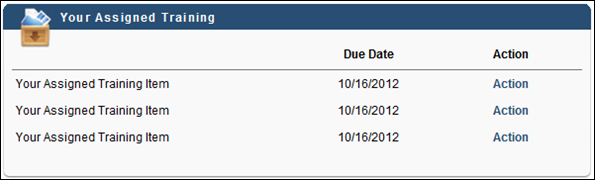 Your Assigned Training
Due Date Action
Your Assigned Training Item 10/16/2012 Action
Your Assigned Training Item 10/16/2012 Action
Your Assigned Training Item 10/16/2012 Action